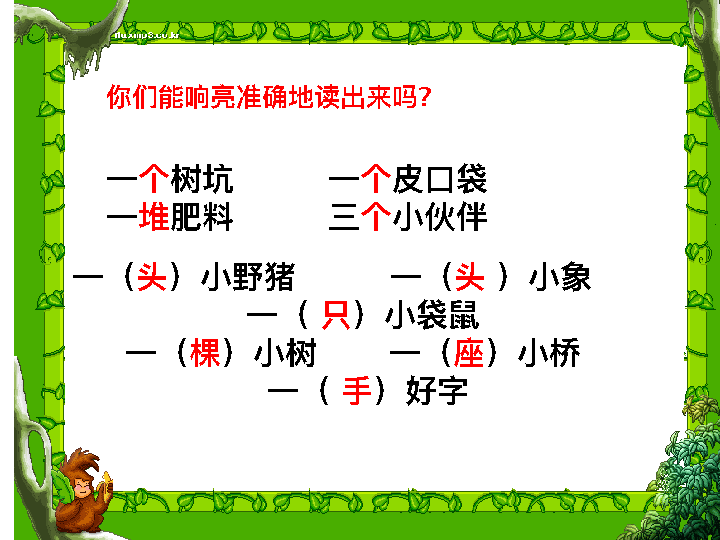 你们能响亮准确地读出来吗？
一个树坑 一个皮口袋
一堆肥料 三个小伙伴
一（头）小野猪 一（头 ）小象
一（ 只）小袋鼠
一（棵）小树 一（座）小桥
一（ 手）好字